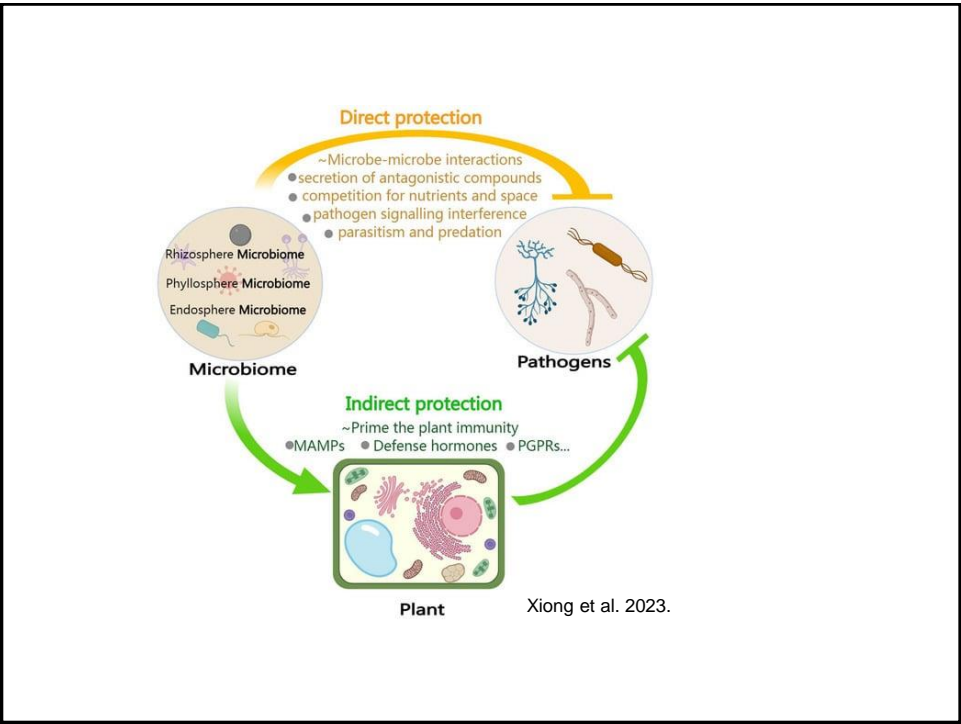 Direct protection
~Microbe-microbe interactions
●secretion of antagonistic compounds
● competition for nutrients and space
●pathogen signalling interference
● parasitism and predation
Rhizosphere Microbiome
Phyllosphere Microbiome
Endosphere Microbiome
Microbiome
Pathogens
Indirect protection
~Prime the plant immunity
●MAMPs ● Defense hormones ● PGPRs...
Plant
Xiong et al. 2023.